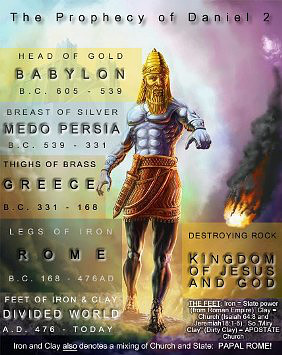 The Prophecy of Daniel 2
HEAD OF GOLD
BABYLON
B.C. 605 - 539
BREAST OF SILVER
MEDO PERSIA
B.C. 539 - 331
THIGHS OF BRASS
GREECE
B.C. 331 - 168
LEGS OF IRON
ROME
B.C. 168 - 476AD
FEET OF IRON & CLAY
DIVIDED WORLD
A.D. 476 - TODAY
DESTROYING ROCK
KINGDOM
OF JESUS
AND GOD
THE FEET: Iron = State power
(from Roman Empire) Clay =
Church (Isaiah 64:8 and
Jeremiah18:1-6) So "Miry
Clay" (Dirty Clay) = APOSTATE
Church
Iron and Clay also denotes a mixing of Church and State: PAPAL ROME!